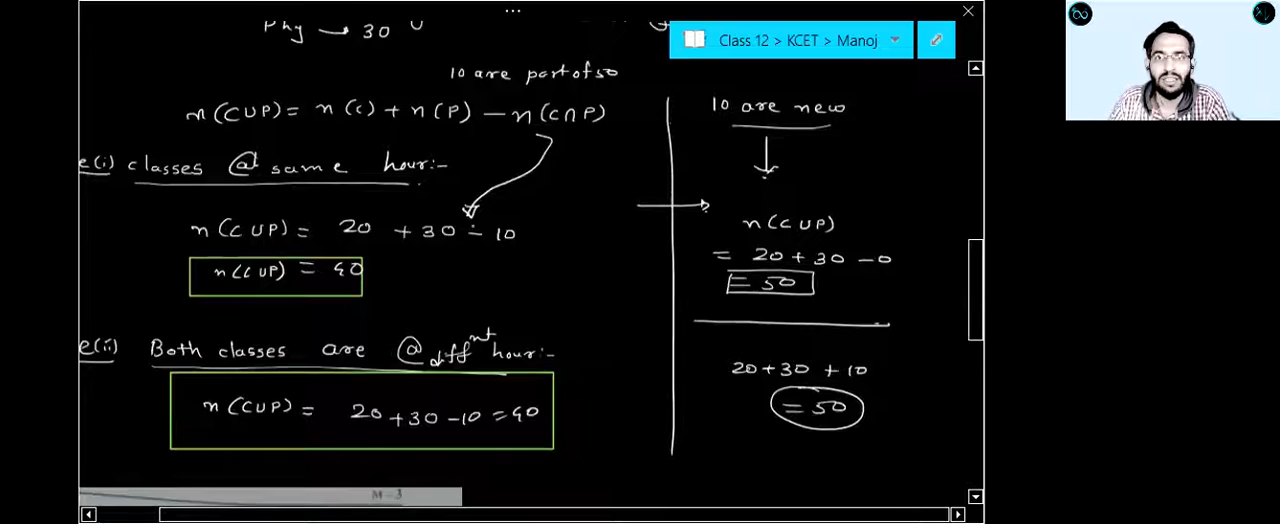 Phy → 30
Class 12 > KCET > Manoj
10 are part of 50
n(C∪P) = n(C) + n(P) − n(C∩P)
10 are new
e(i) classes @ same hour:-
n(C∪P) = 20 + 30 − 10
n(C∪P)
= 20 + 30 − 0
n(C∪P) = 40
= 50
e(ii) Both classes are @ diffnt hour:-
20 + 30 + 10
n(C∪P) = 20 + 30 − 10 = 40
= 50
M-3